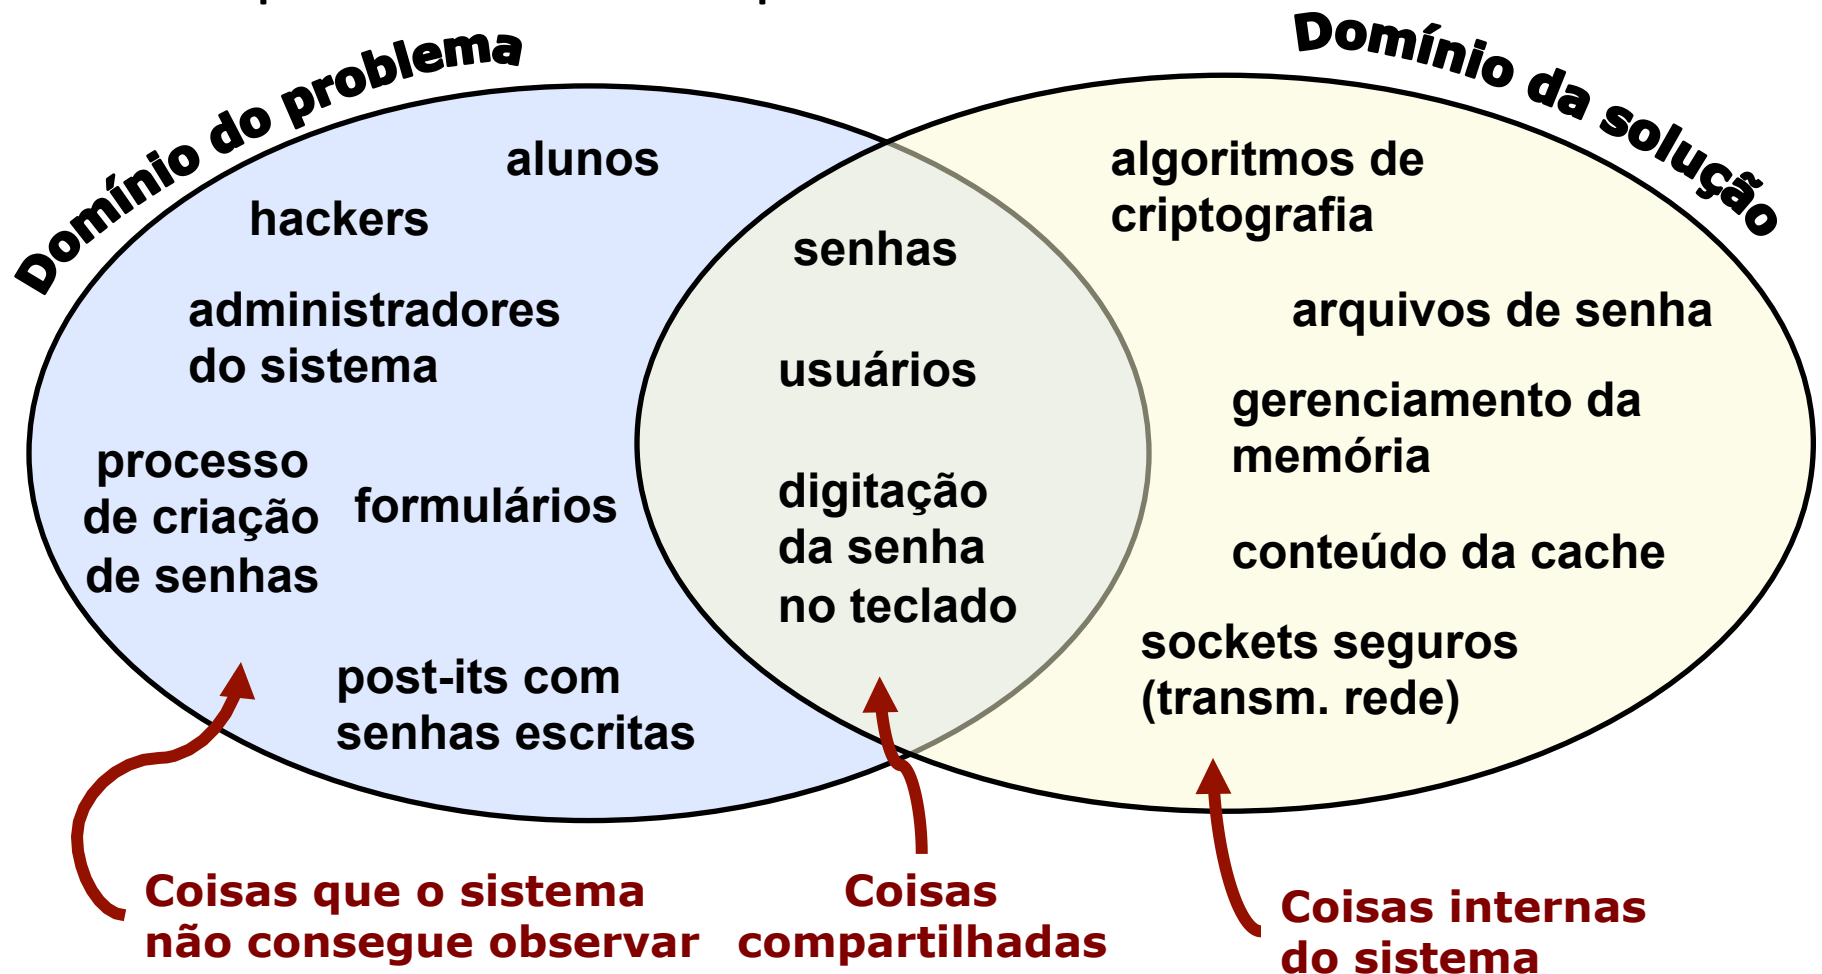 Domínio do problema
Domínio da solução
alunos
hackers
administradores
do sistema
processo
de criação
de senhas
formulários
post-its com
senhas escritas
senhas
usuários
digitação
da senha
no teclado
algoritmos de
criptografia
arquivos de senha
gerenciamento da
memória
conteúdo da cache
sockets seguros
(transm. rede)
Coisas que o sistema
não consegue observar
Coisas
compartilhadas
Coisas internas
do sistema